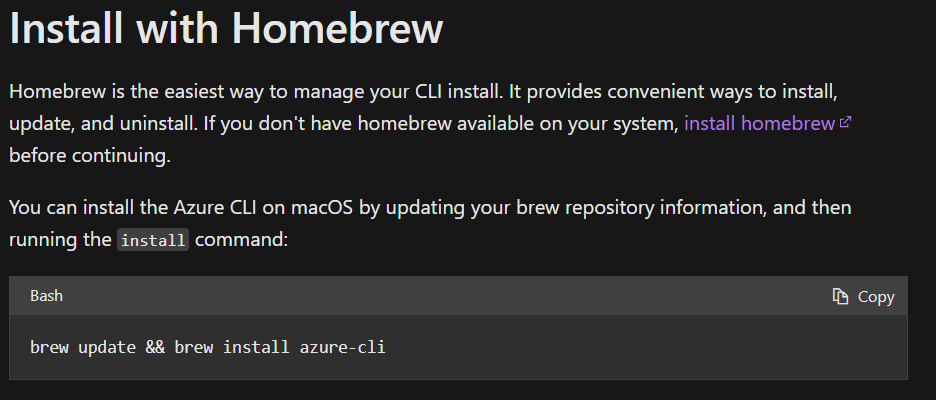 Install with Homebrew
Homebrew is the easiest way to manage your CLI install. It provides convenient ways to install,
update, and uninstall. If you don't have homebrew available on your system, install homebrew
before continuing.
You can install the Azure CLI on macOS by updating your brew repository information, and then
running the install command:
Bash
Copy
brew update && brew install azure-cli